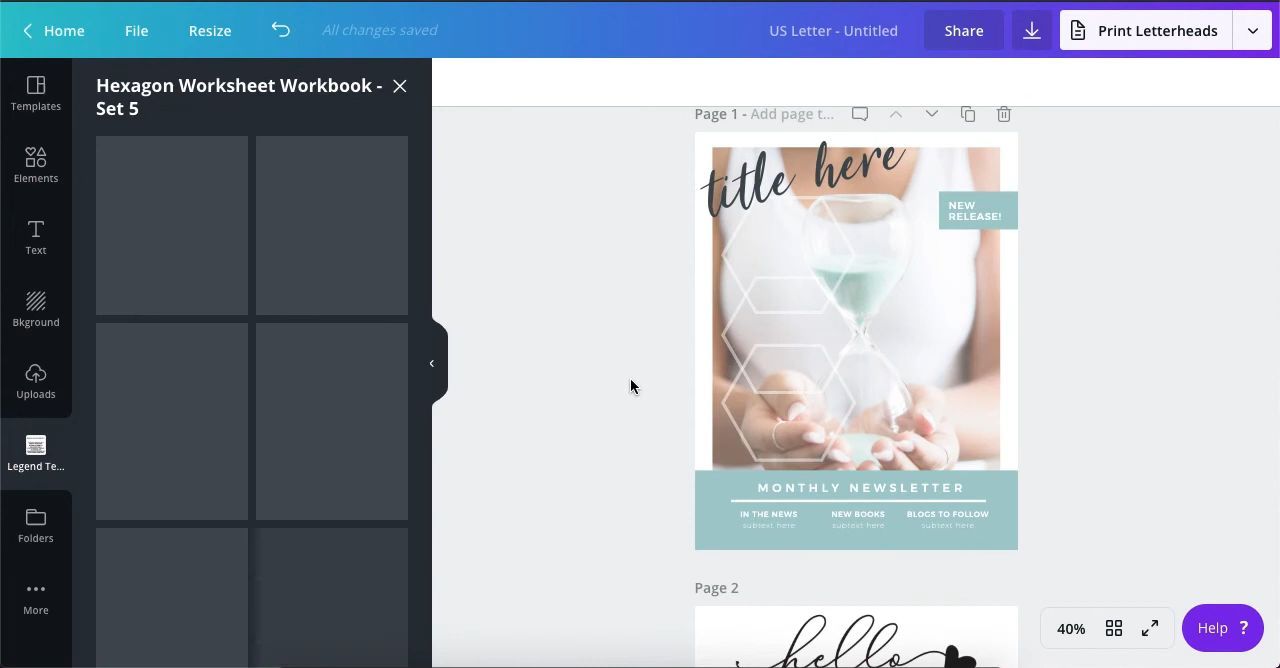 Home File Resize All changes saved US Letter - Untitled Share Print Letterheads
Templates
Elements
Text
Bkground
Uploads
Legend Te...
Folders
More
Hexagon Worksheet Workbook -
Set 5
Page 1 - Add page t...
title here
NEW
RELEASE!
MONTHLY NEWSLETTER
IN THE NEWS NEW BOOKS BLOGS TO FOLLOW
subtext here subtext here subtext here
Page 2
hello
40% Help ?